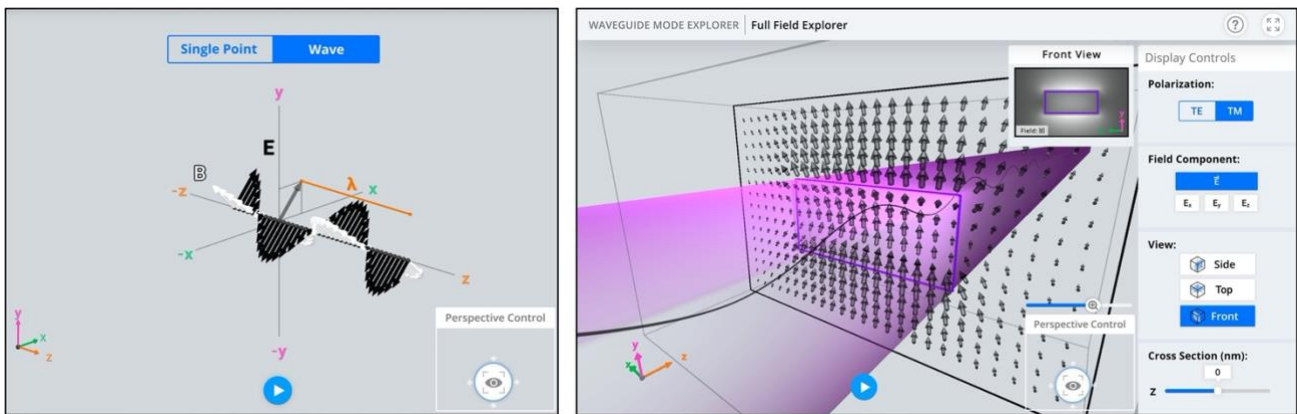 Single Point
Wave
y
E
B
λ
x
-z
-x
z
-y
y
x
z
Perspective Control
WAVEGUIDE MODE EXPLORER
Full Field Explorer
?
Front View
Display Controls
Polarization:
TE
TM
Field Component:
E⃗
Eₓ
Eᵧ
E_z
View:
Side
Top
Front
Cross Section (nm):
0
Z
Perspective Control
y
x
z